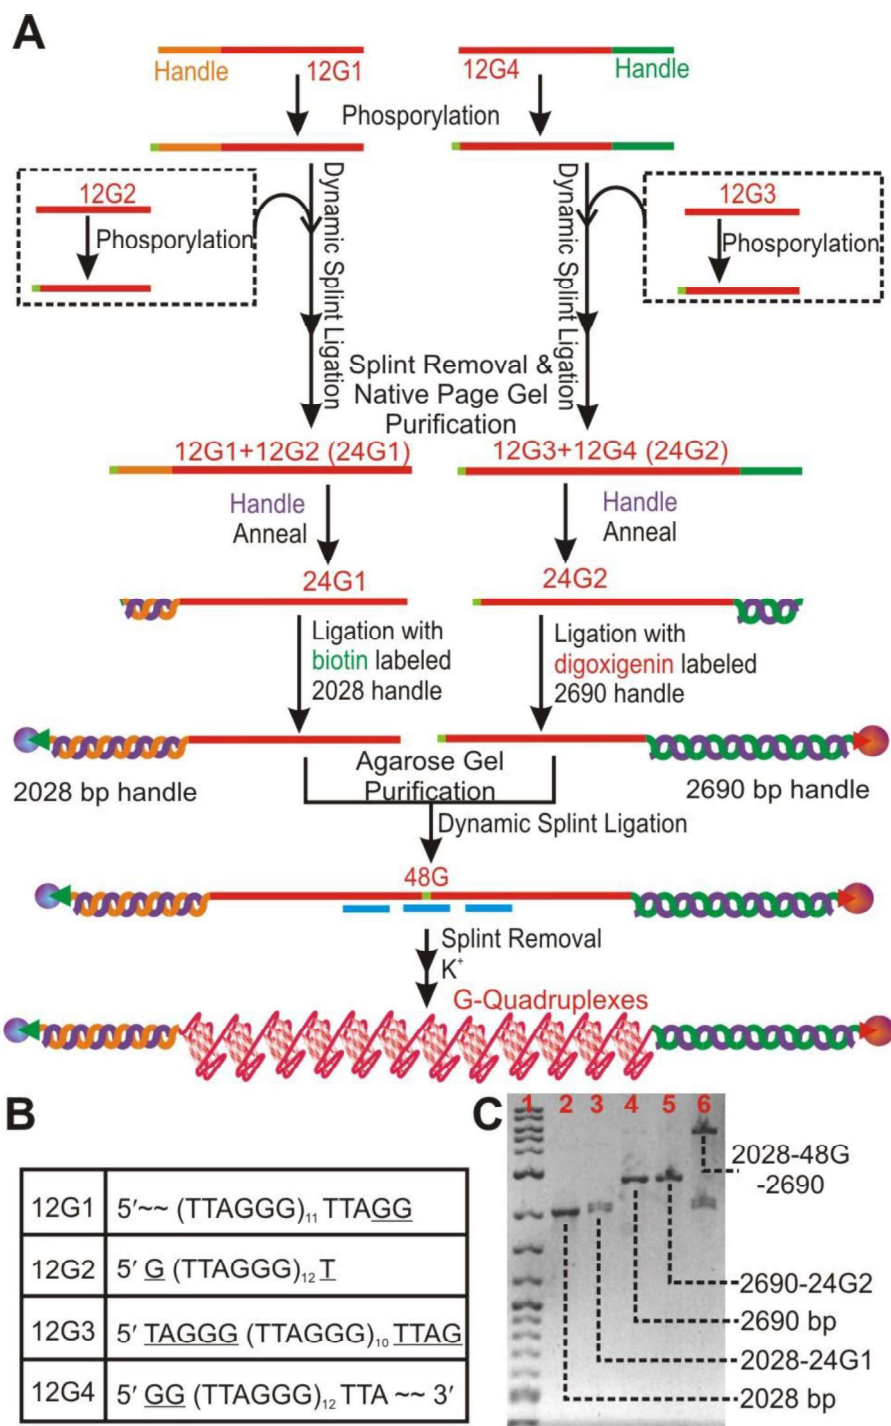 A
Handle 12G1 12G4 Handle
Phosporylation
12G2
Phosporylation
Dynamic Splint Ligation
Dynamic Splint Ligation
12G3
Phosporylation
Splint Removal &
Native Page Gel
Purification
12G1+12G2 (24G1) 12G3+12G4 (24G2)
Handle Handle
Anneal Anneal
24G1 24G2
Ligation with
biotin labeled
2028 handle
Ligation with
digoxigenin labeled
2690 handle
2028 bp handle
Agarose Gel
Purification
2690 bp handle
Dynamic Splint Ligation
48G
Splint Removal
K⁺
G-Quadruplexes
B
12G1 5′~~ (TTAGGG)₁₁ TTAGG
12G2 5′ G (TTAGGG)₁₂ T
12G3 5′ TAGGG (TTAGGG)₁₀ TTAG
12G4 5′ GG (TTAGGG)₁₂ TTA ~~ 3′
C
1 2 3 4 5 6
2028-48G
-2690
2690-24G2
2690 bp
2028-24G1
2028 bp